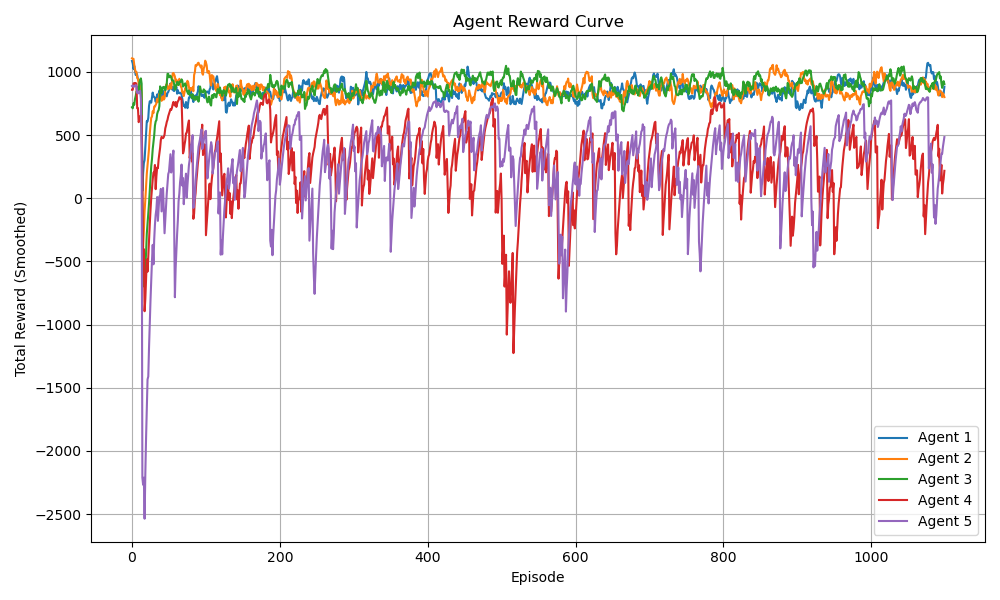 Agent Reward Curve
Total Reward (Smoothed)
1000
500
0
−500
−1000
−1500
−2000
−2500
0 200 400 600 800 1000
Episode
Agent 1
Agent 2
Agent 3
Agent 4
Agent 5